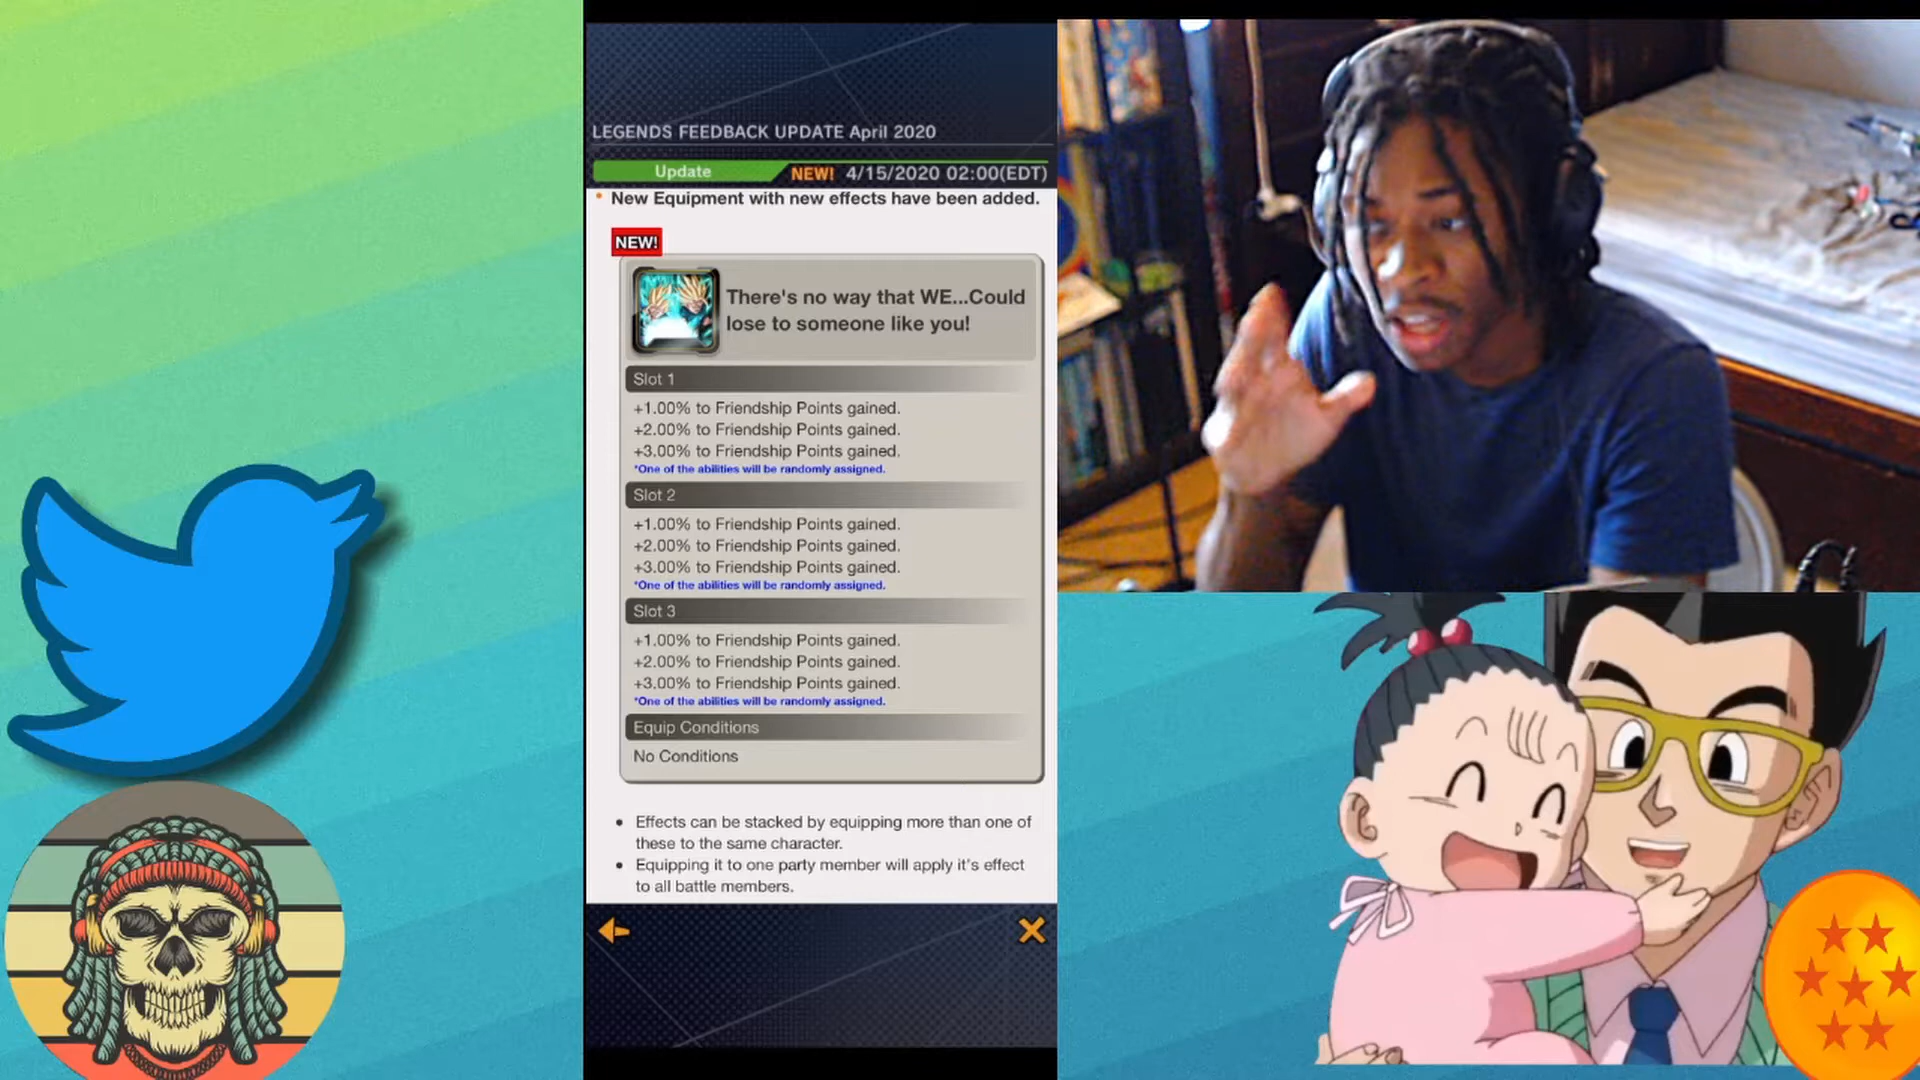 LEGENDS FEEDBACK UPDATE April 2020
Update NEW! 4/15/2020 02:00(EDT)
New Equipment with new effects have been added.
NEW!
There's no way that WE...Could
lose to someone like you!
Slot 1
+1.00% to Friendship Points gained.
+2.00% to Friendship Points gained.
+3.00% to Friendship Points gained.
*One of the abilities will be randomly assigned.
Slot 2
+1.00% to Friendship Points gained.
+2.00% to Friendship Points gained.
+3.00% to Friendship Points gained.
*One of the abilities will be randomly assigned.
Slot 3
+1.00% to Friendship Points gained.
+2.00% to Friendship Points gained.
+3.00% to Friendship Points gained.
*One of the abilities will be randomly assigned.
Equip Conditions
No Conditions
Effects can be stacked by equipping more than one of
these to the same character.
Equipping it to one party member will apply it's effect
to all battle members.